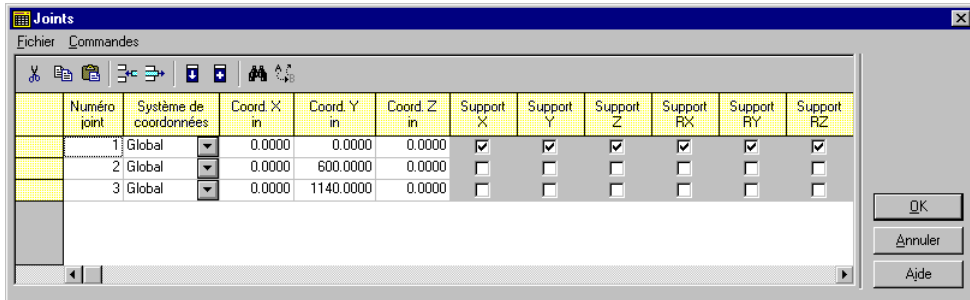 Joints
Fichier Commandes
Numéro joint Système de coordonnées Coord. X in Coord. Y in Coord. Z in Support X Support Y Support Z Support RX Support RY Support RZ
1 Global 0.0000 0.0000 0.0000
2 Global 0.0000 600.0000 0.0000
3 Global 0.0000 1140.0000 0.0000
OK
Annuler
Aide